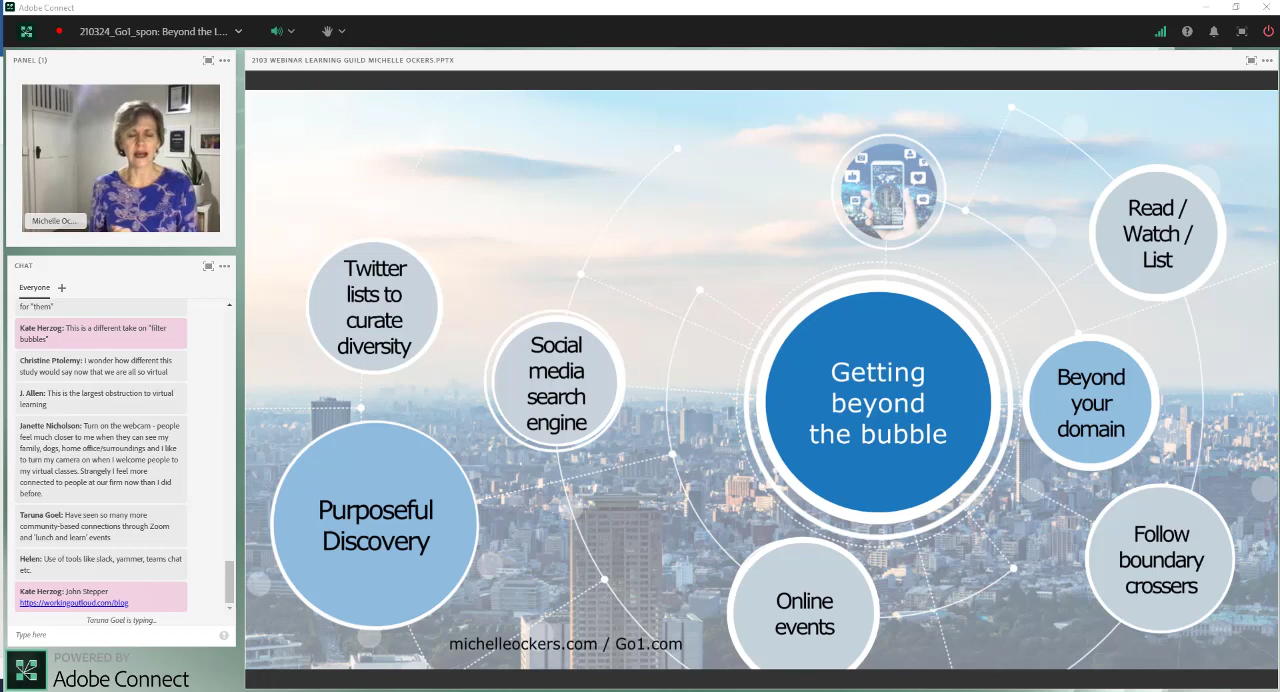 Adobe Connect
210324_Go1_spon: Beyond the L...
PANEL (1)
Michelle Oc...
CHAT
Everyone
for "them"
Kate Herzog: This is a different take on "filter
bubbles"
Christine Ptolemy: I wonder how different this
study would say now that we are all so virtual
J. Allen: This is the largest obstruction to virtual
learning
Janette Nicholson: Turn on the webcam - people
feel much closer to me when they can see my
family, dogs, home office/surroundings and I like
to turn my camera on when I welcome people to
my virtual classes. Strangely I feel more
connected to people at our firm now than I did
before.
Taruna Goel: Have seen so many more
community-based connections through Zoom
and 'lunch and learn' events
Helen: Use of tools like slack, yammer, teams chat
etc.
Kate Herzog: John Stepper
https://workingoutloud.com/blog
Taruna Goel is typing..
Type here
POWERED BY
Adobe Connect
2103 WEBINAR LEARNING GUILD MICHELLE OCKERS.PPTX
Twitter
lists to
curate
diversity
Social
media
search
engine
Purposeful
Discovery
Getting
beyond
the bubble
Read /
Watch /
List
Beyond
your
domain
Follow
boundary
crossers
Online
events
michelleockers.com / Go1.com